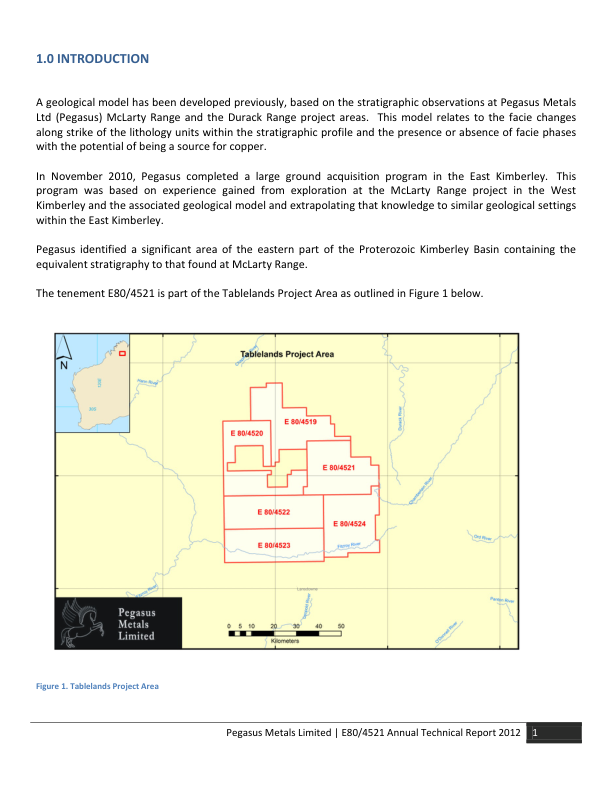 1.0 INTRODUCTION
A geological model has been developed previously, based on the stratigraphic observations at Pegasus Metals
Ltd (Pegasus) McLarty Range and the Durack Range project areas.  This model relates to the facie changes
along strike of the lithology units within the stratigraphic profile and the presence or absence of facie phases
with the potential of being a source for copper.
In November 2010, Pegasus completed a large ground acquisition program in the East Kimberley.  This
program was based on experience gained from exploration at the McLarty Range project in the West
Kimberley and the associated geological model and extrapolating that knowledge to similar geological settings
within the East Kimberley.
Pegasus identified a significant area of the eastern part of the Proterozoic Kimberley Basin containing the
equivalent stratigraphy to that found at McLarty Range.
The tenement E80/4521 is part of the Tablelands Project Area as outlined in Figure 1 below.
Tablelands Project Area
N
E 80/4519
E 80/4520
E 80/4521
Chamberlain River
E 80/4522
E 80/4524
Ord River
E 80/4523
Fitzroy River
Lansdowne
Pegasus
Metals
Limited
0 5 10 20 30 40 50
Kilometers
Figure 1. Tablelands Project Area
Pegasus Metals Limited | E80/4521 Annual Technical Report 2012 1